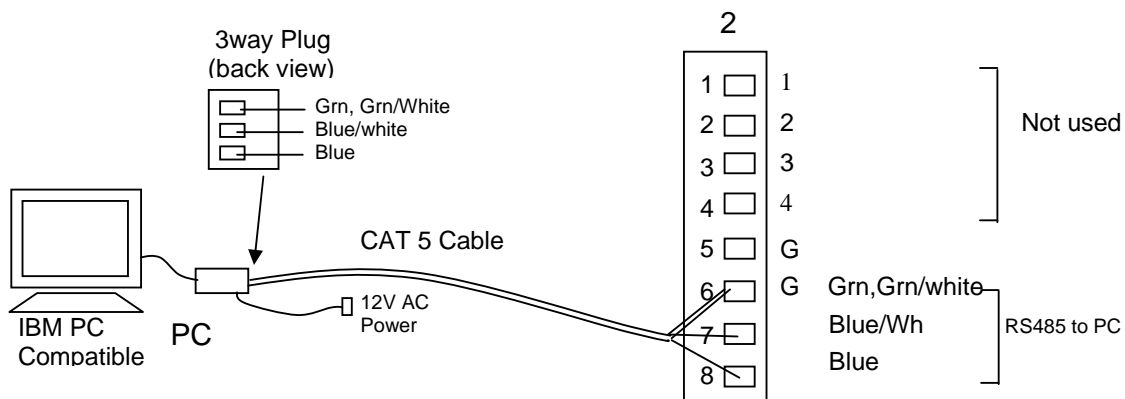 2
3way Plug
(back view)
Grn, Grn/White
Blue/white
Blue
1 1
2 2
3 3
4 4
Not used
5 G
6 G Grn,Grn/white
7 Blue/Wh
8 Blue
RS485 to PC
CAT 5 Cable
12V AC
Power
IBM PC
Compatible
PC